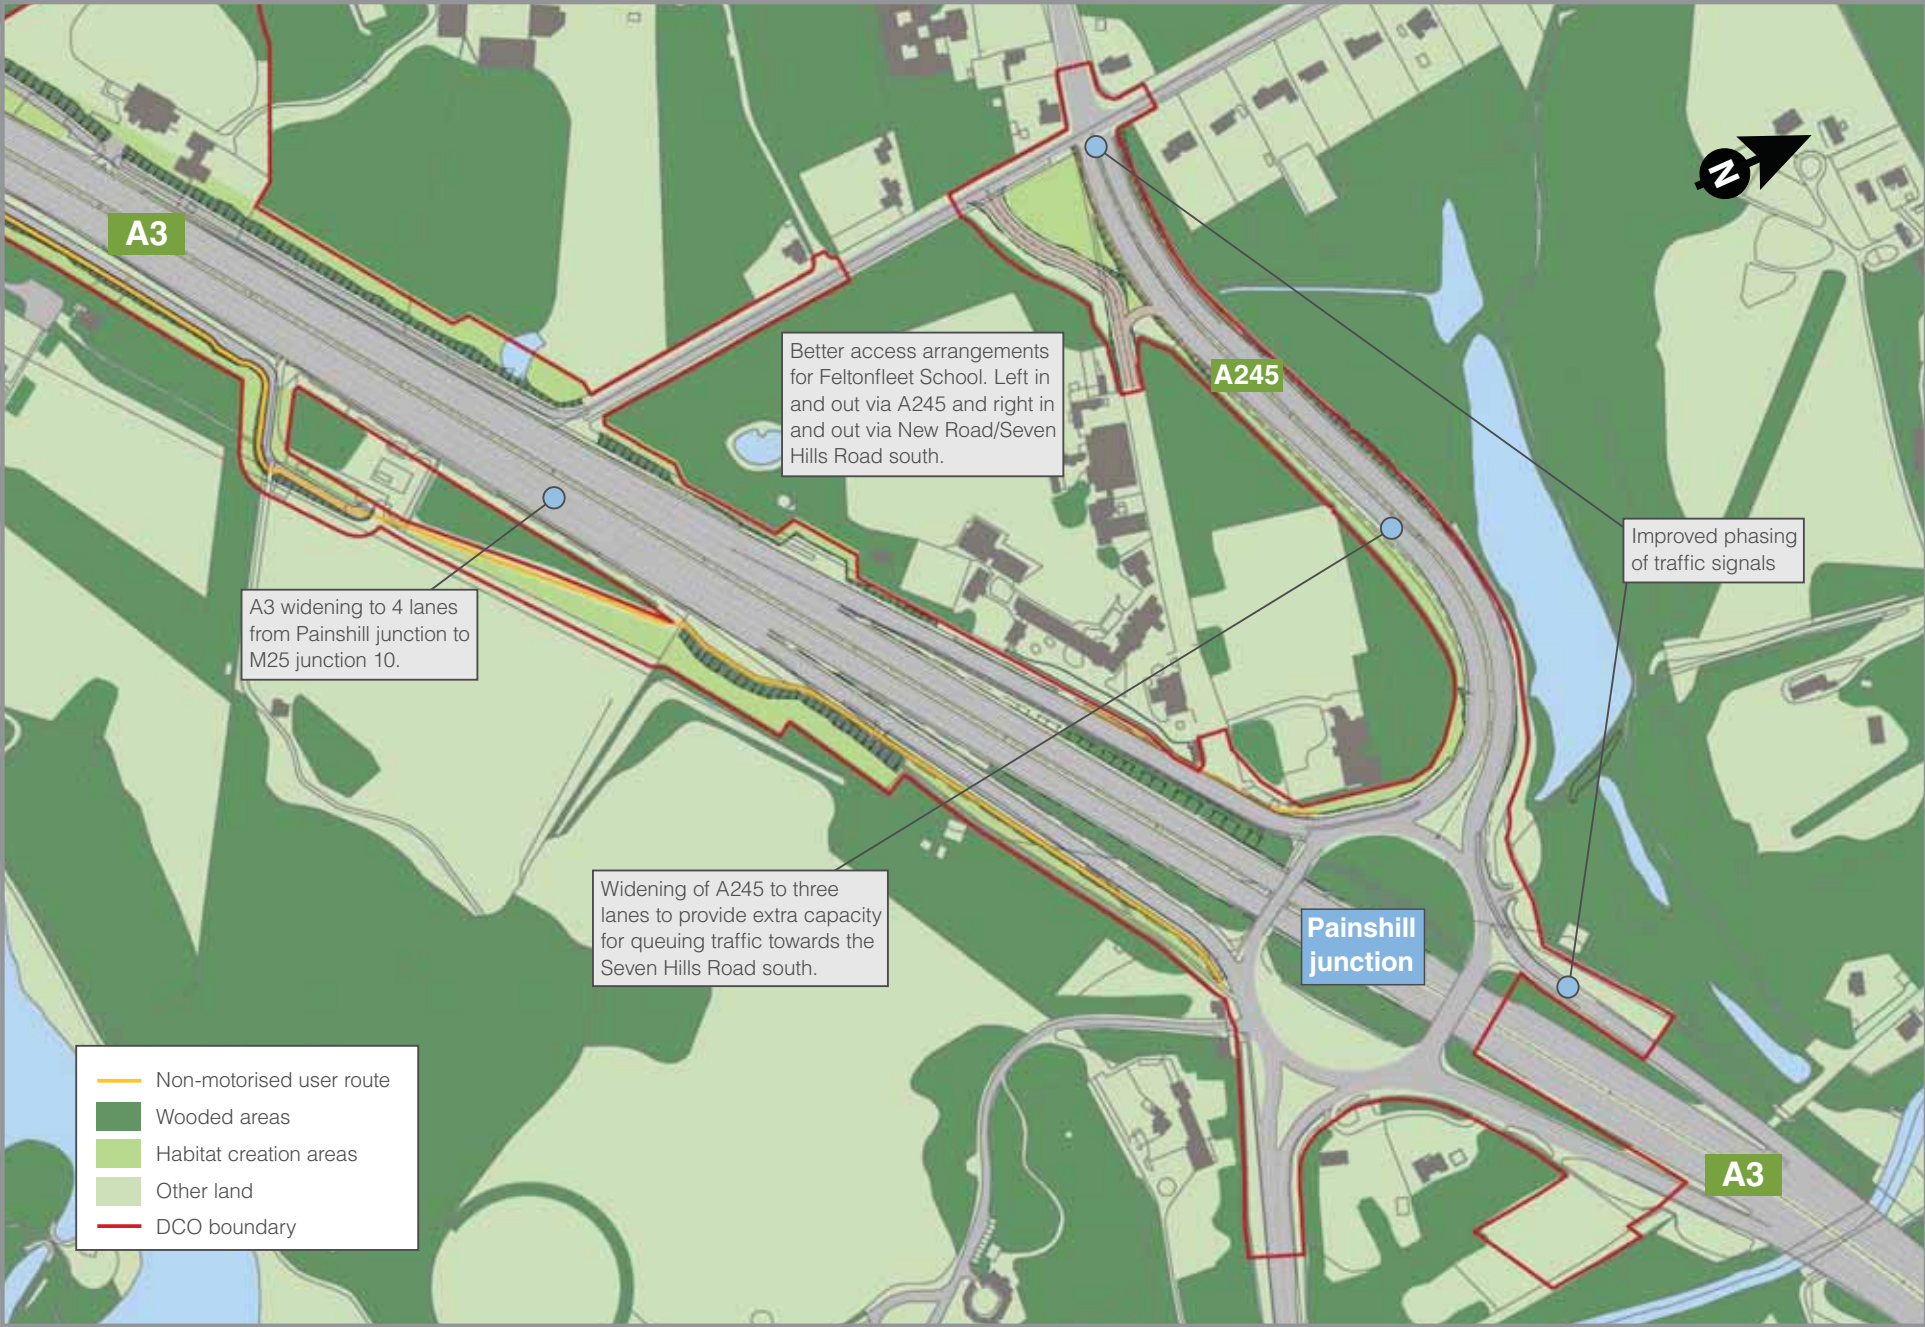 N
A3
Better access arrangements
for Feltonfleet School. Left in
and out via A245 and right in
and out via New Road/Seven
Hills Road south.
A245
Improved phasing
of traffic signals
A3 widening to 4 lanes
from Painshill junction to
M25 junction 10.
Widening of A245 to three
lanes to provide extra capacity
for queuing traffic towards the
Seven Hills Road south.
Painshill
junction
A3
Non-motorised user route
Wooded areas
Habitat creation areas
Other land
DCO boundary